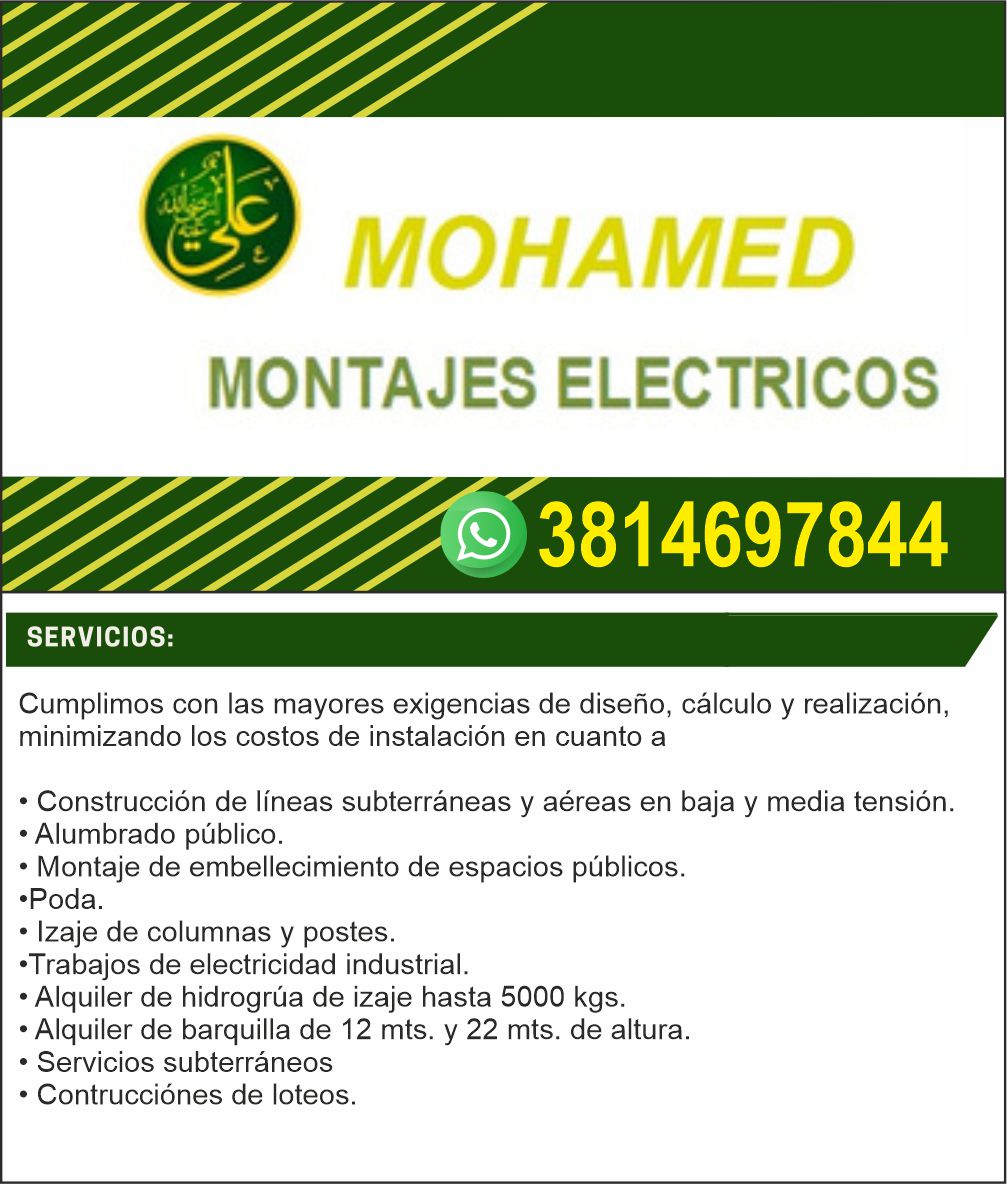 علي
MOHAMED
MONTAJES ELECTRICOS
3814697844
SERVICIOS:
Cumplimos con las mayores exigencias de diseño, cálculo y realización,
minimizando los costos de instalación en cuanto a
• Construcción de líneas subterráneas y aéreas en baja y media tensión.
• Alumbrado público.
• Montaje de embellecimiento de espacios públicos.
•Poda.
• Izaje de columnas y postes.
•Trabajos de electricidad industrial.
• Alquiler de hidrogrúa de izaje hasta 5000 kgs.
• Alquiler de barquilla de 12 mts. y 22 mts. de altura.
• Servicios subterráneos
• Contrucciónes de loteos.